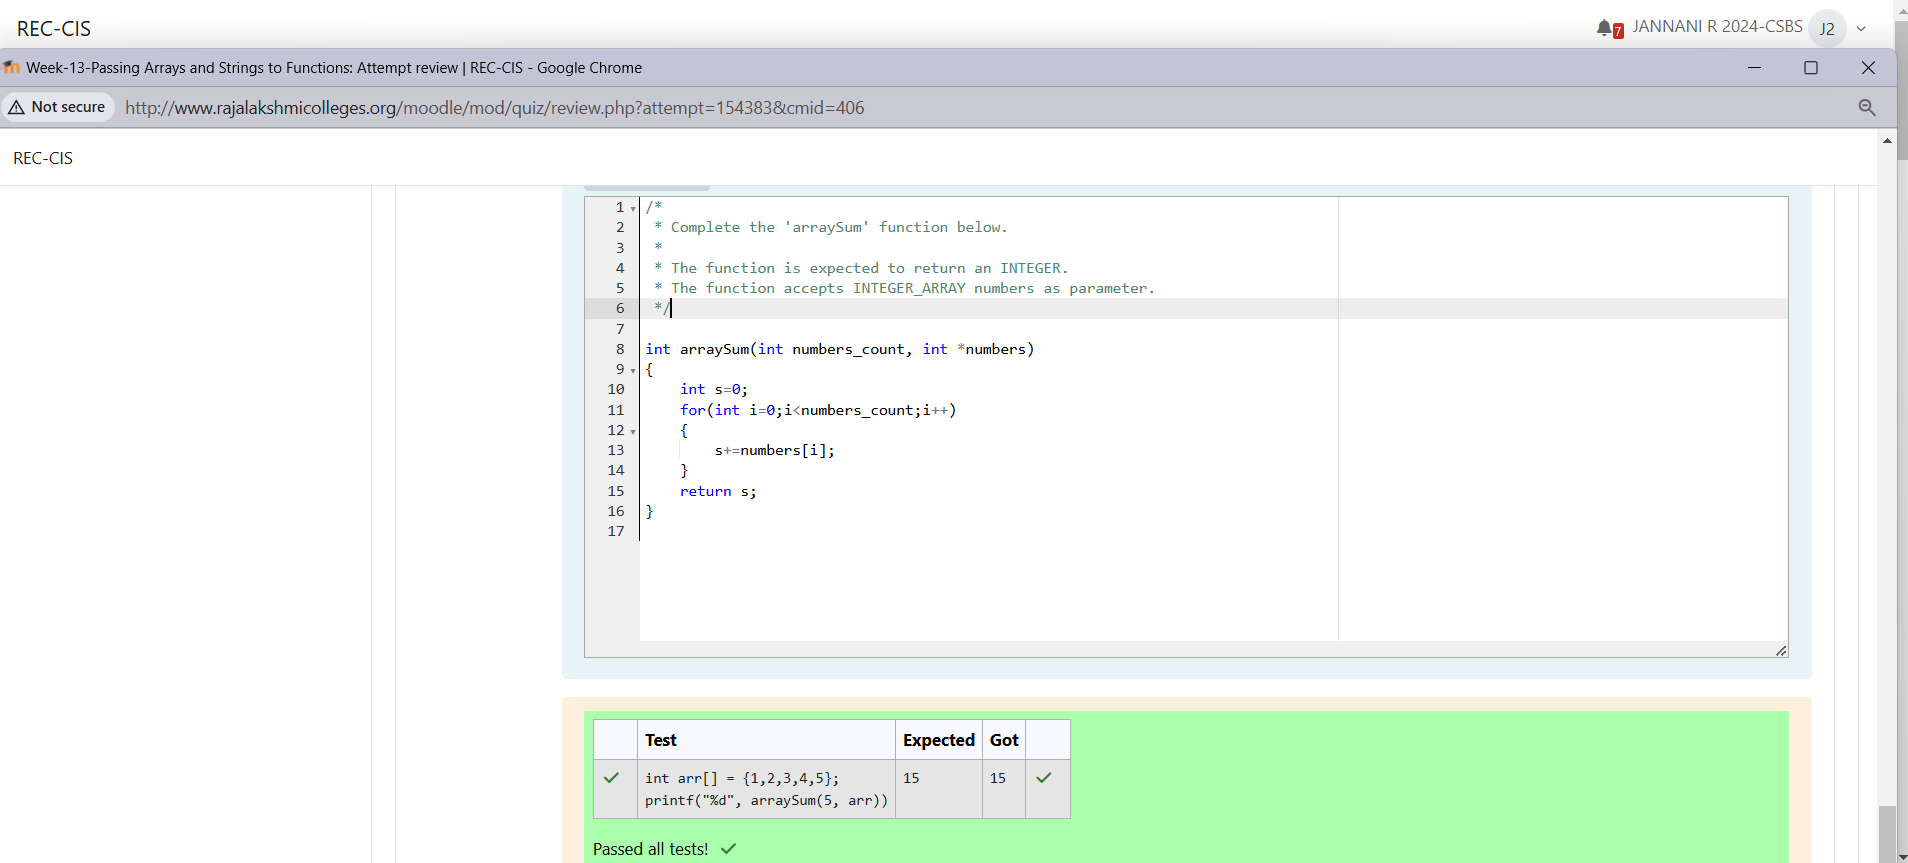 REC-CIS
7 JANNANI R 2024-CSBS J2
Week-13-Passing Arrays and Strings to Functions: Attempt review | REC-CIS - Google Chrome
Not secure http://www.rajalakshmicolleges.org/moodle/mod/quiz/review.php?attempt=154383&cmid=406
REC-CIS
1 /*
2  * Complete the 'arraySum' function below.
3  *
4  * The function is expected to return an INTEGER.
5  * The function accepts INTEGER_ARRAY numbers as parameter.
6  */
7
8 int arraySum(int numbers_count, int *numbers)
9 {
10     int s=0;
11     for(int i=0;i<numbers_count;i++)
12     {
13         s+=numbers[i];
14     }
15     return s;
16 }
17
Test Expected Got
int arr[] = {1,2,3,4,5}; 15 15
printf("%d", arraySum(5, arr))
Passed all tests!